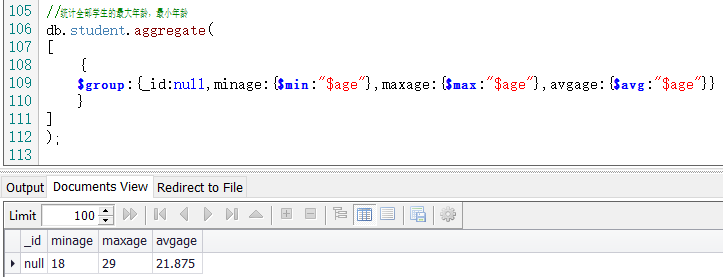 105 //统计全部学生的最大年龄，最小年龄
106 db.student.aggregate(
107 [
108 {
109 $group:{_id:null,minage:{$min:"$age"},maxage:{$max:"$age"},avgage:{$avg:"$age"}}
110 }
111 ]
112 );
113
Output Documents View Redirect to File
Limit 100
_id minage maxage avgage
null 18 29 21.875